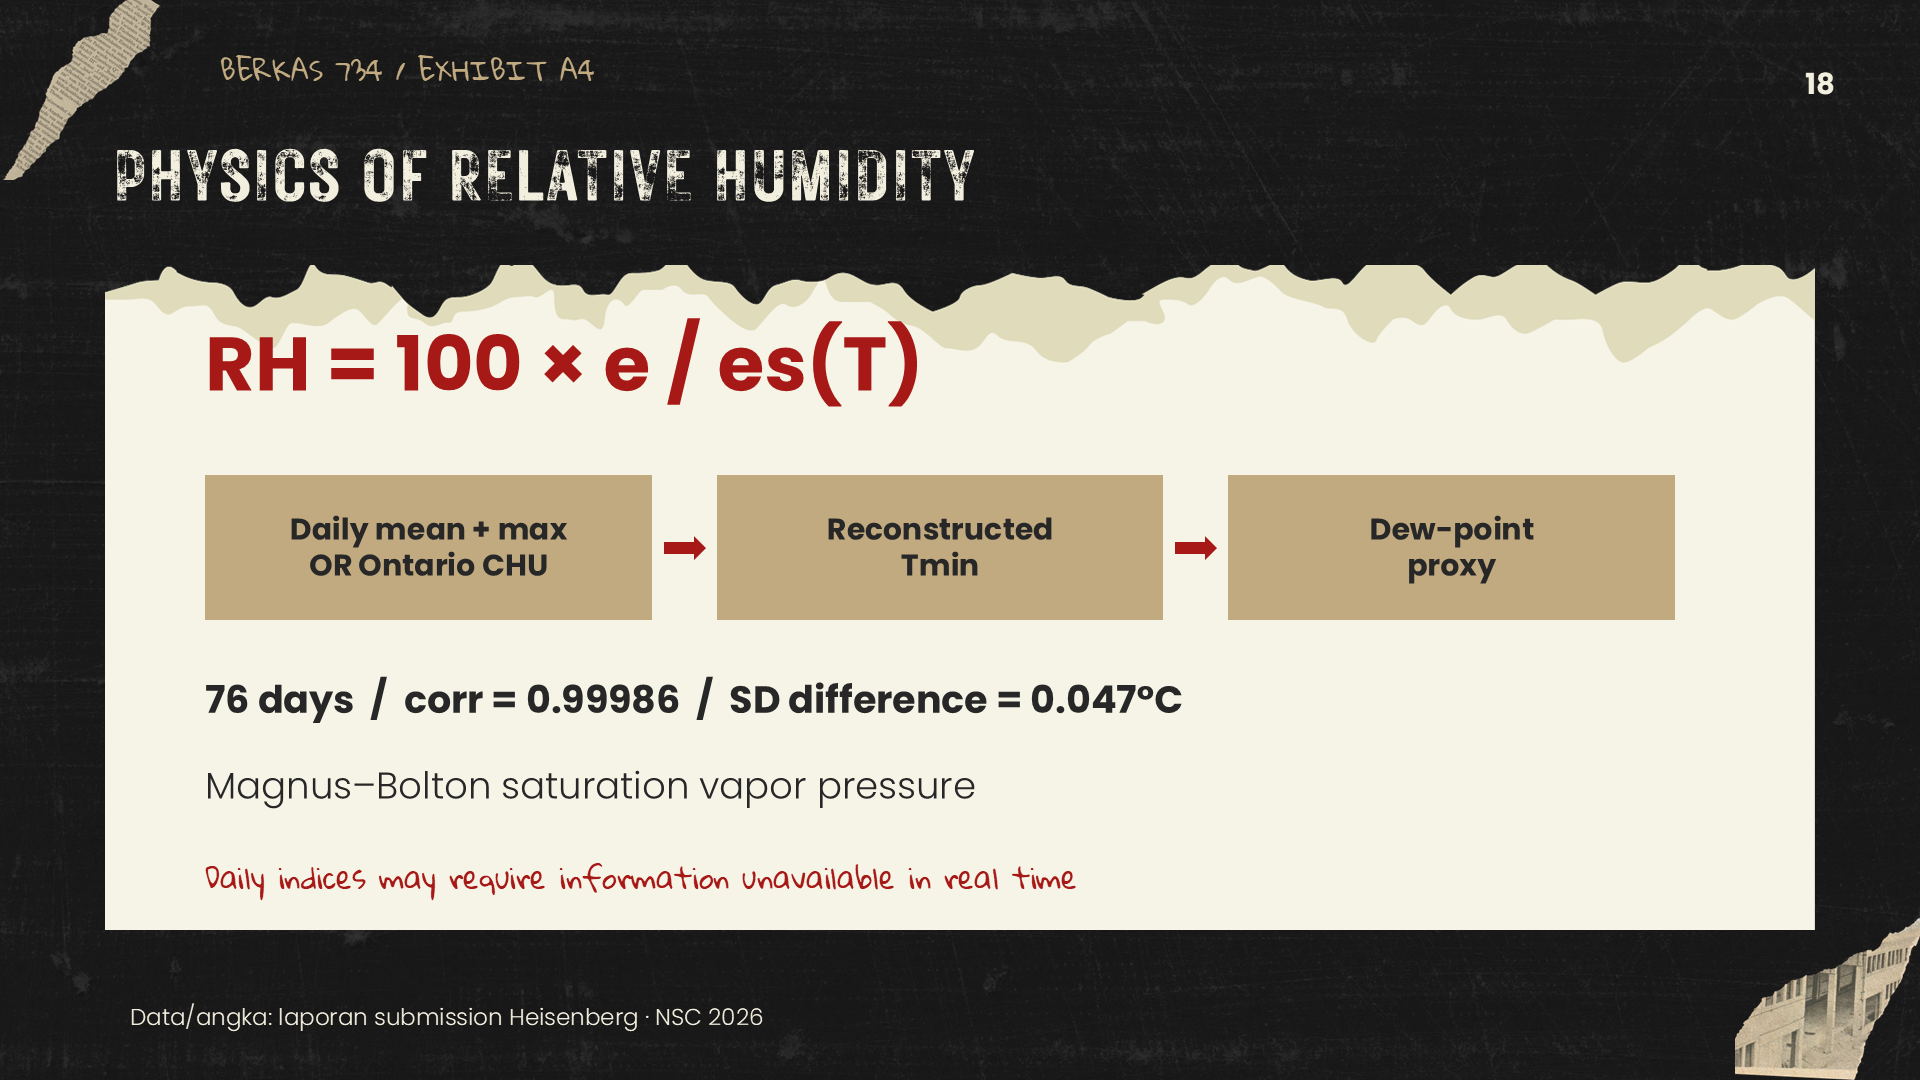 BERKAS 734 / EXHIBIT A4
18
PHYSICS OF RELATIVE HUMIDITY
RH = 100 × e / es(T)
Daily mean + max
OR Ontario CHU
Reconstructed
Tmin
Dew-point
proxy
76 days / corr = 0.99986 / SD difference = 0.047°C
Magnus–Bolton saturation vapor pressure
Daily indices may require information unavailable in real time
Data/angka: laporan submission Heisenberg · NSC 2026